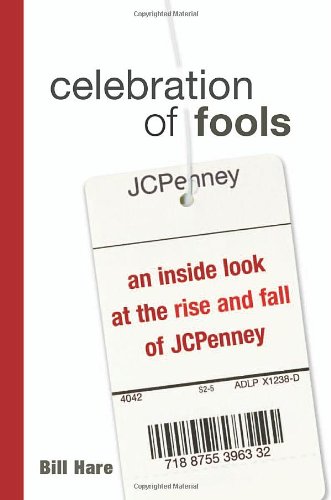 celebration
of fools
JCPenney
an inside look
at the rise and fall
of JCPenney
4042 S2-5 ADLP X1238-D
718 8755 3963 32
Bill Hare
Copyrighted Material
Copyrighted Material